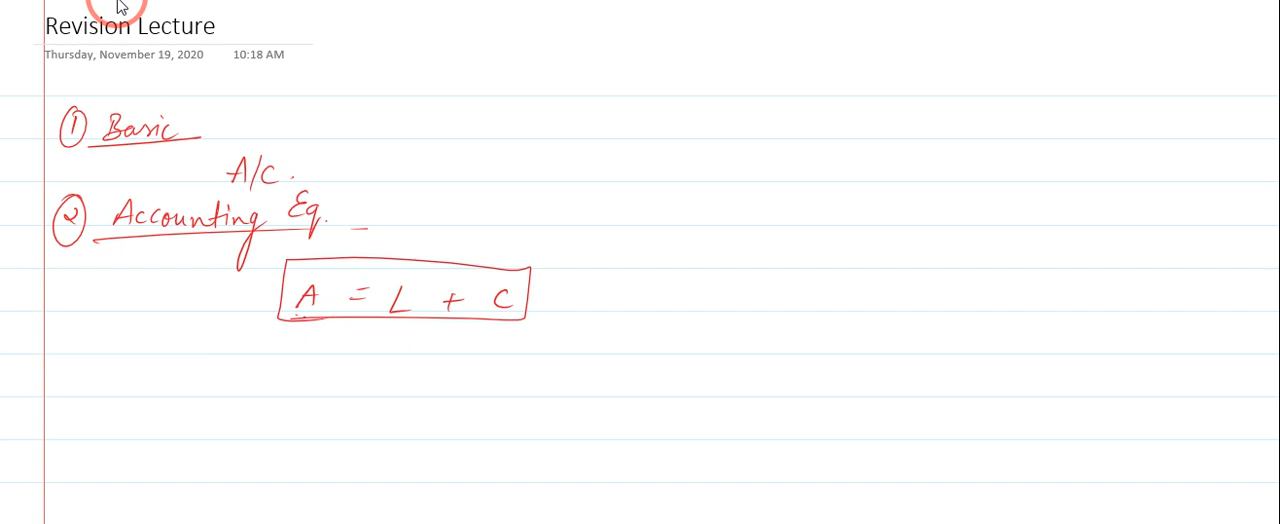 Revision Lecture
Thursday, November 19, 2020 10:18 AM
① Basic
A/C.
② Accounting Eq. –
A = L + C